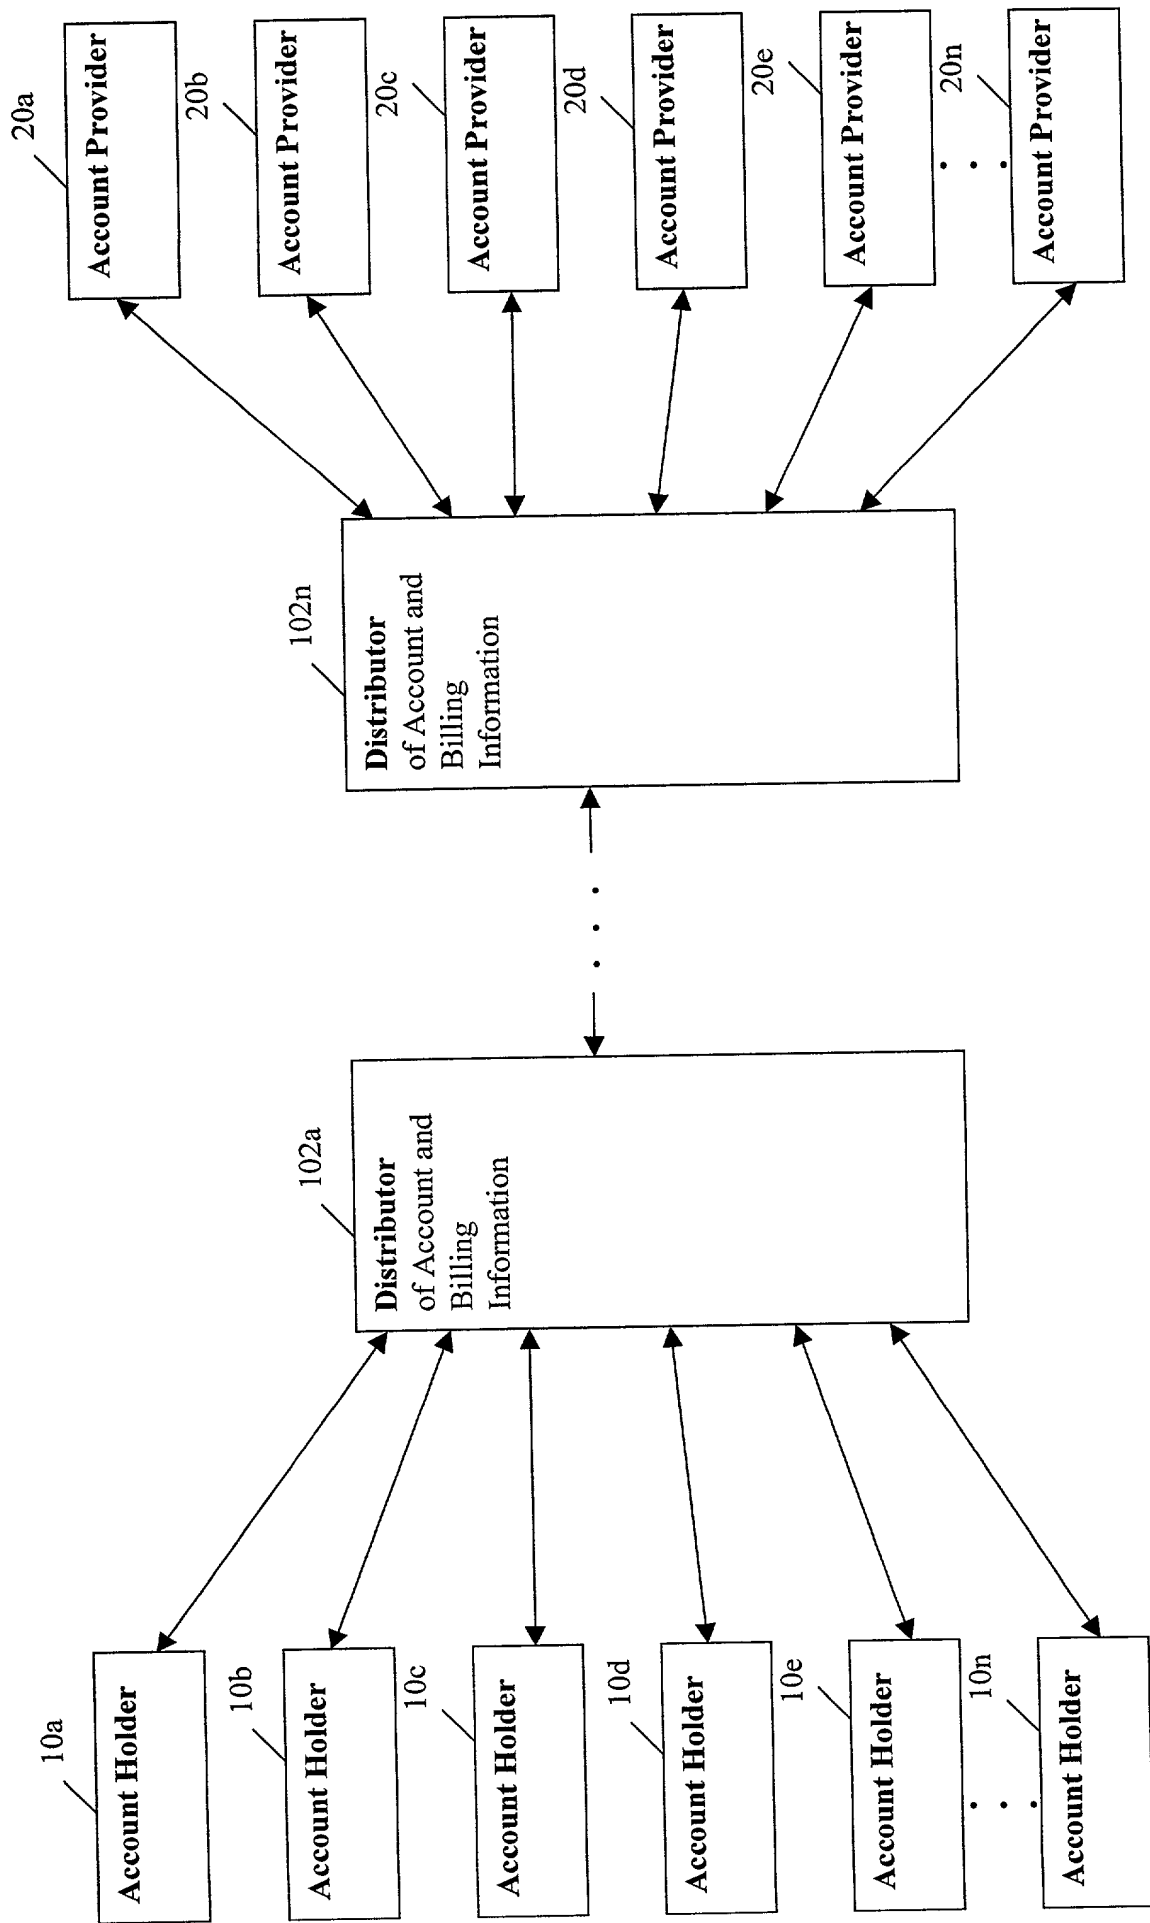 10a
Account Holder
10b
Account Holder
10c
Account Holder
10d
Account Holder
10e
Account Holder
. . .
10n
Account Holder
102a
Distributor
of Account and
Billing
Information
. . .
102n
Distributor
of Account and
Billing
Information
20a
Account Provider
20b
Account Provider
20c
Account Provider
20d
Account Provider
20e
Account Provider
. . .
20n
Account Provider